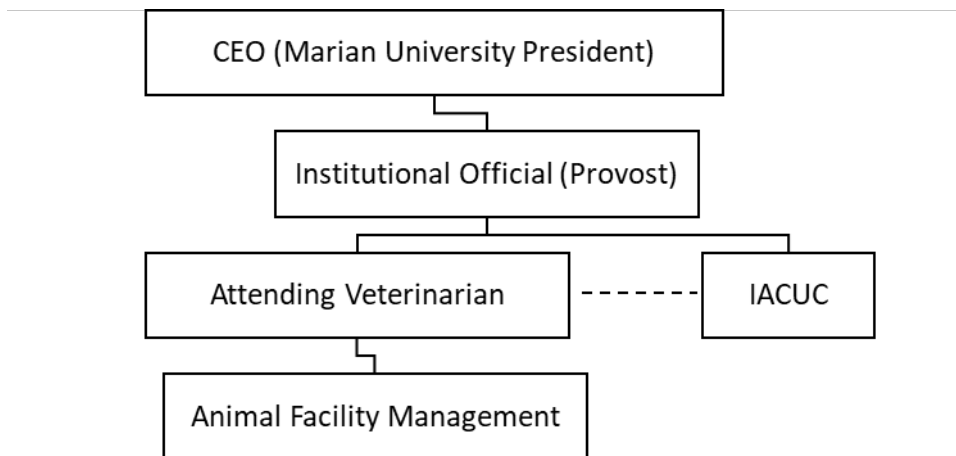 CEO (Marian University President)
Institutional Official (Provost)
Attending Veterinarian
IACUC
Animal Facility Management